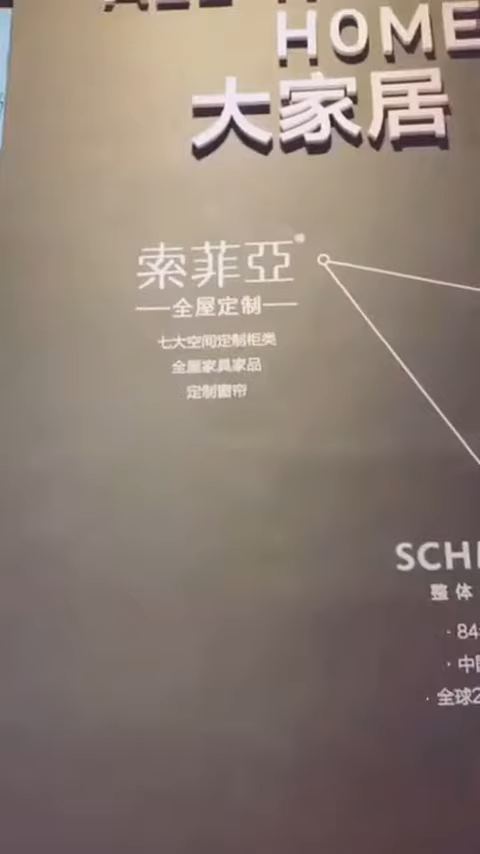 HOME
大家居
索菲亞
全屋定制
七大空间定制柜类
全屋家具家品
定制窗帘
SCH
整体
· 84
· 中
· 全球2